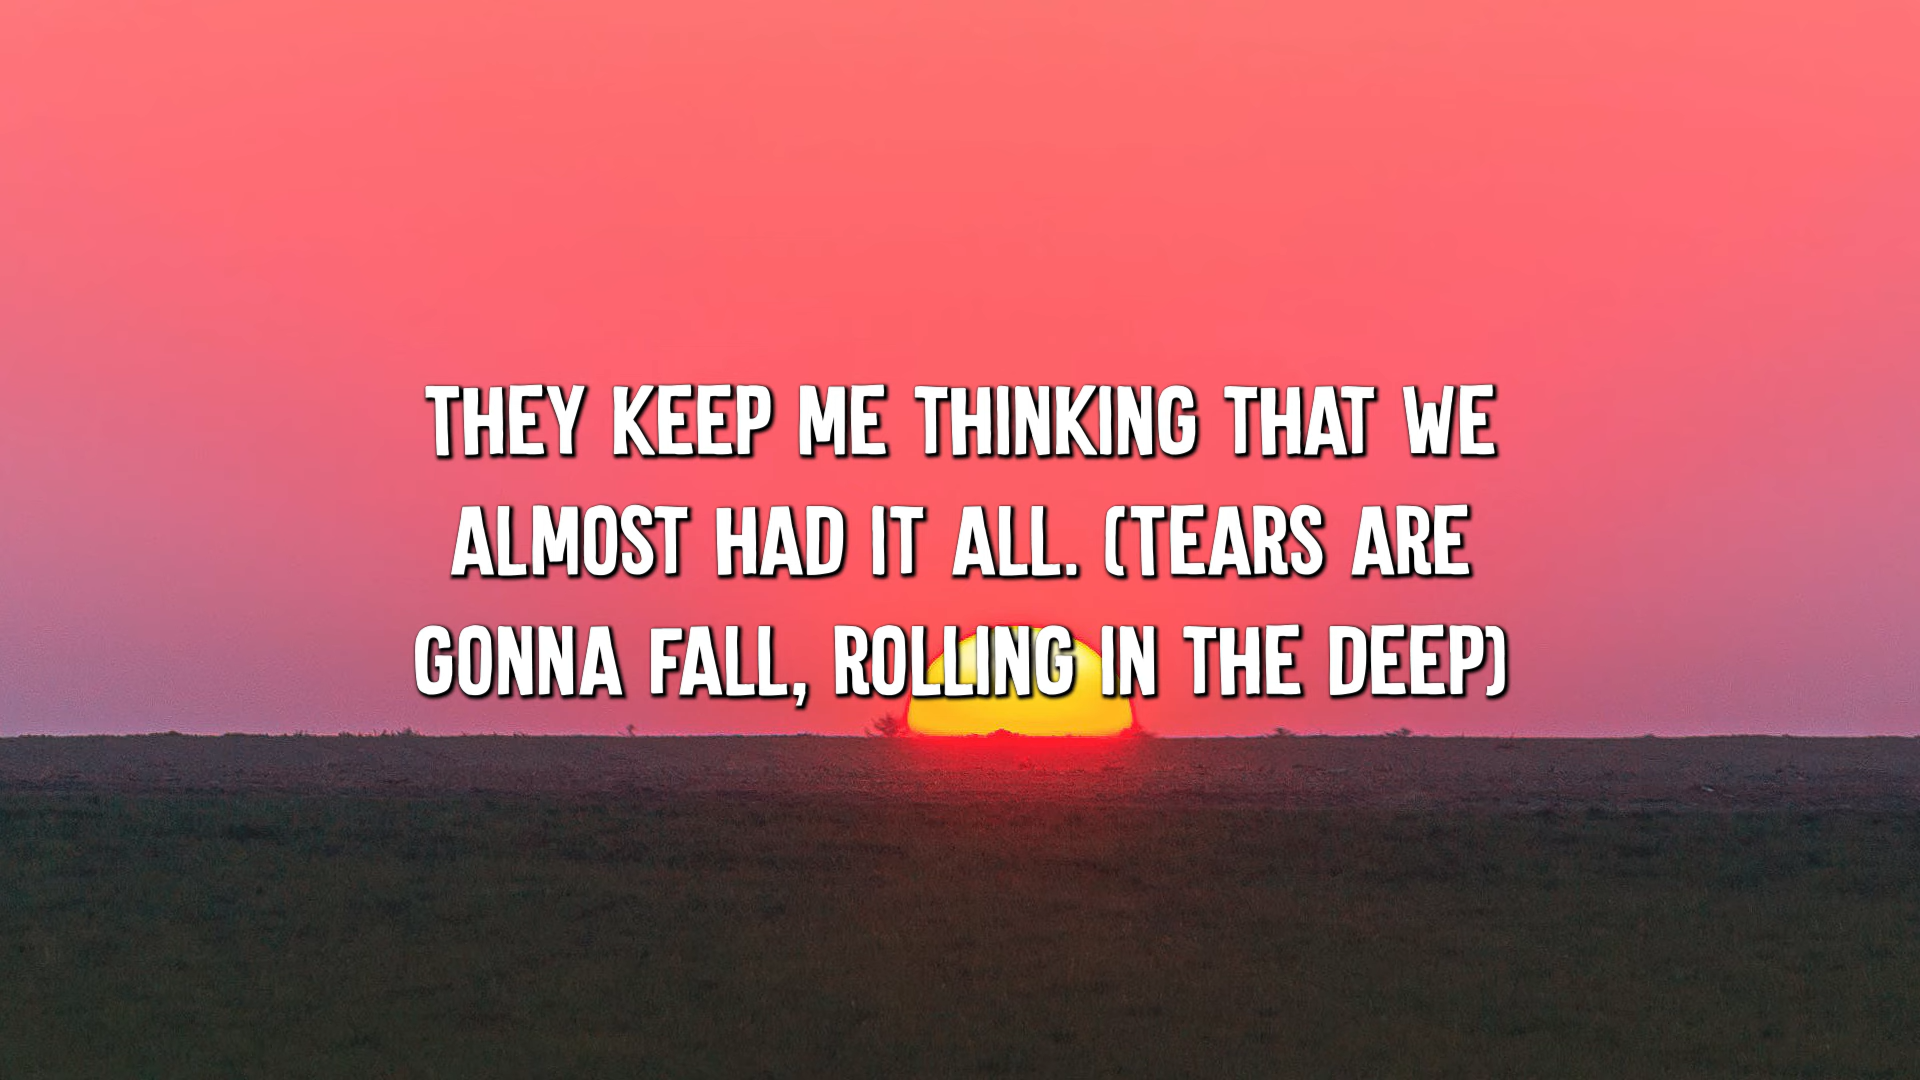 THEY KEEP ME THINKING THAT WE
ALMOST HAD IT ALL. (TEARS ARE
GONNA FALL, ROLLING IN THE DEEP)